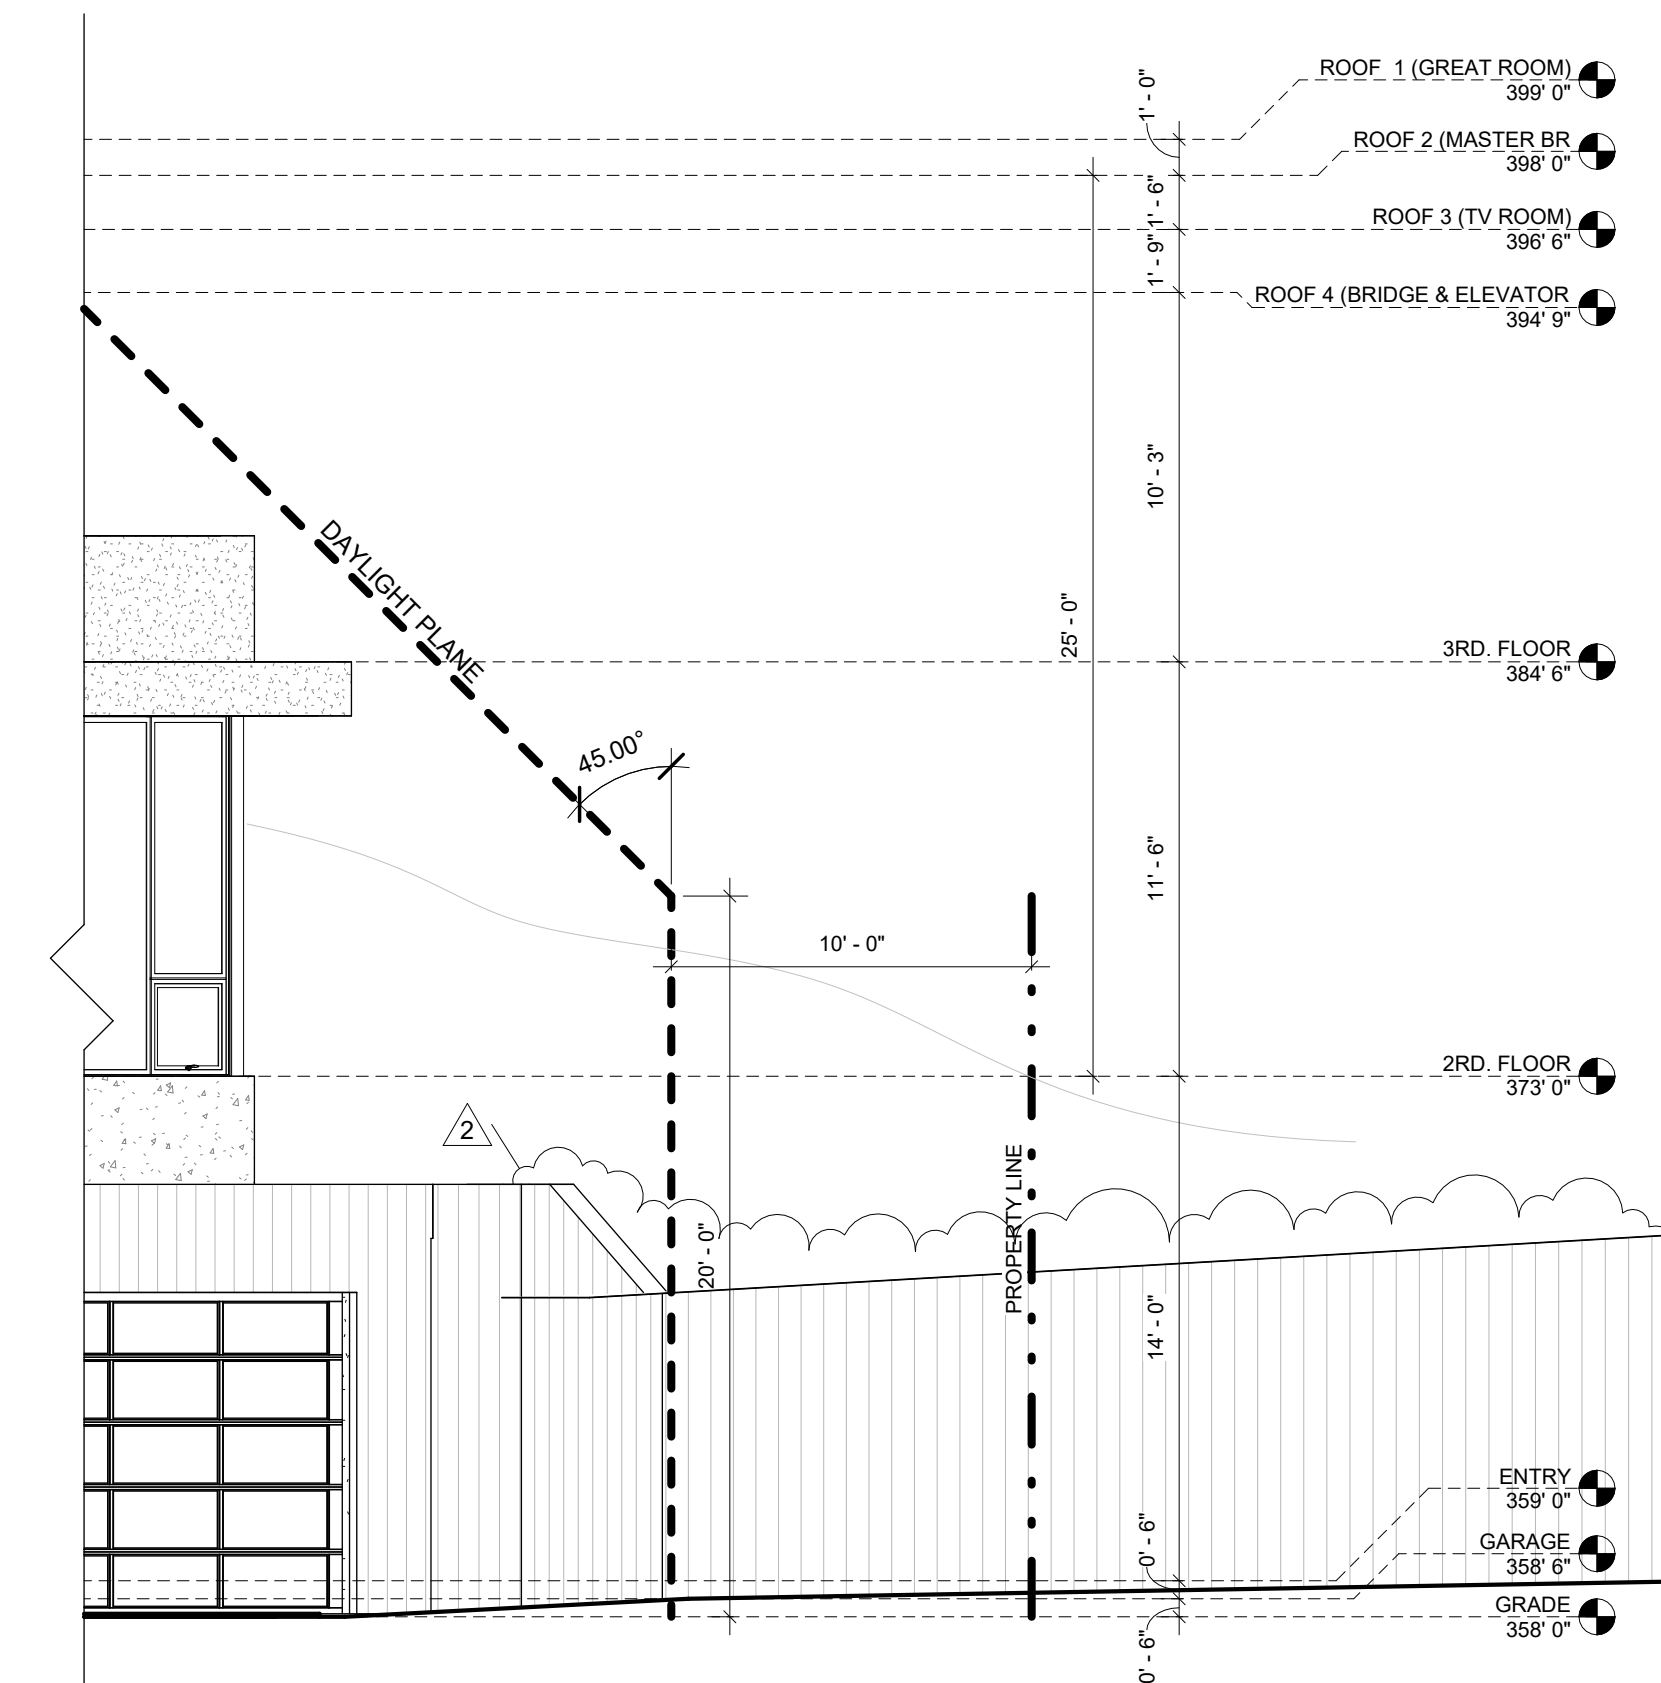 ROOF 1 (GREAT ROOM)
399' 0"
1' - 0"
ROOF 2 (MASTER BR
398' 0"
1' - 6"
ROOF 3 (TV ROOM)
396' 6"
1' - 9"
ROOF 4 (BRIDGE & ELEVATOR
394' 9"
10' - 3"
DAYLIGHT PLANE
25' - 0"
3RD. FLOOR
384' 6"
45.00°
11' - 6"
10' - 0"
2RD. FLOOR
373' 0"
2
PROPERTY LINE
20' - 0"
14' - 0"
ENTRY
359' 0"
0' - 6"
GARAGE
358' 6"
GRADE
358' 0"
0' - 6"